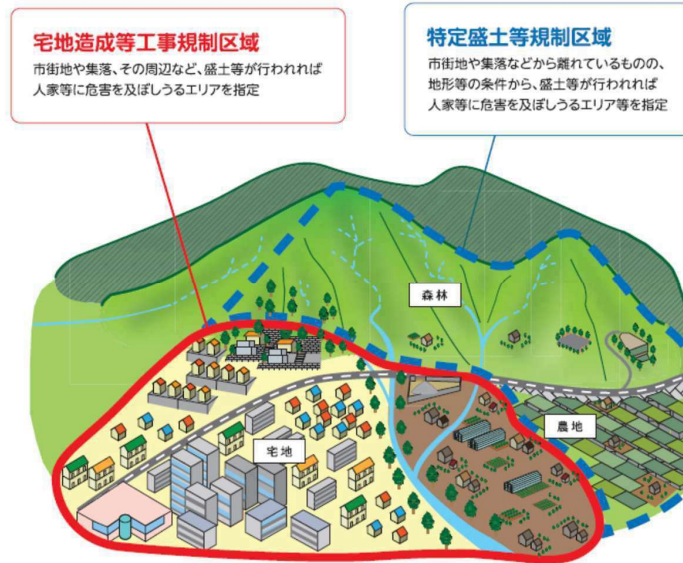 宅地造成等工事規制区域
市街地や集落、その周辺など、盛土等が行われれば
人家等に危害を及ぼしうるエリアを指定
特定盛土等規制区域
市街地や集落などから離れているものの、
地形等の条件から、盛土等が行われれば
人家等に危害を及ぼしうるエリア等を指定
森林
農地
宅地